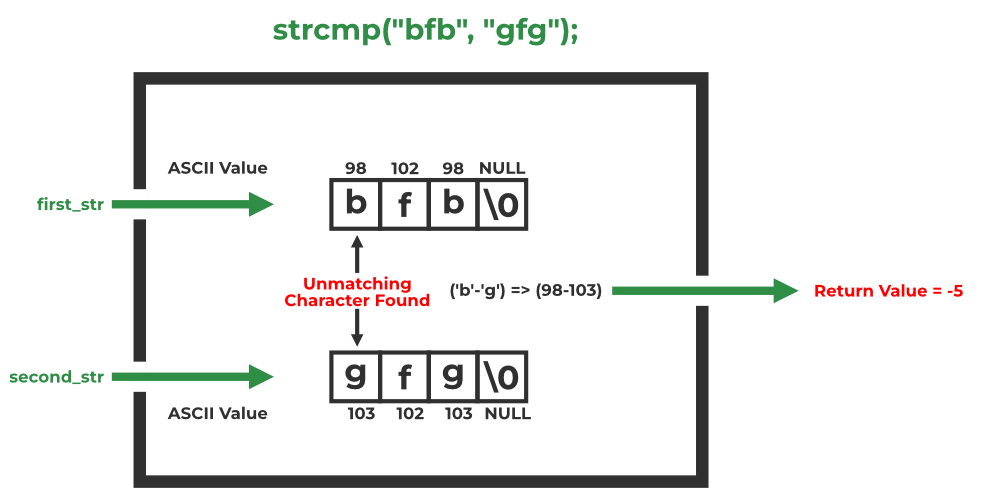 strcmp("bfb", "gfg");
ASCII Value
98 102 98 NULL
first_str
b f b \0
Unmatching
Character Found
('b'-'g') => (98-103)
Return Value = -5
second_str
g f g \0
ASCII Value
103 102 103 NULL